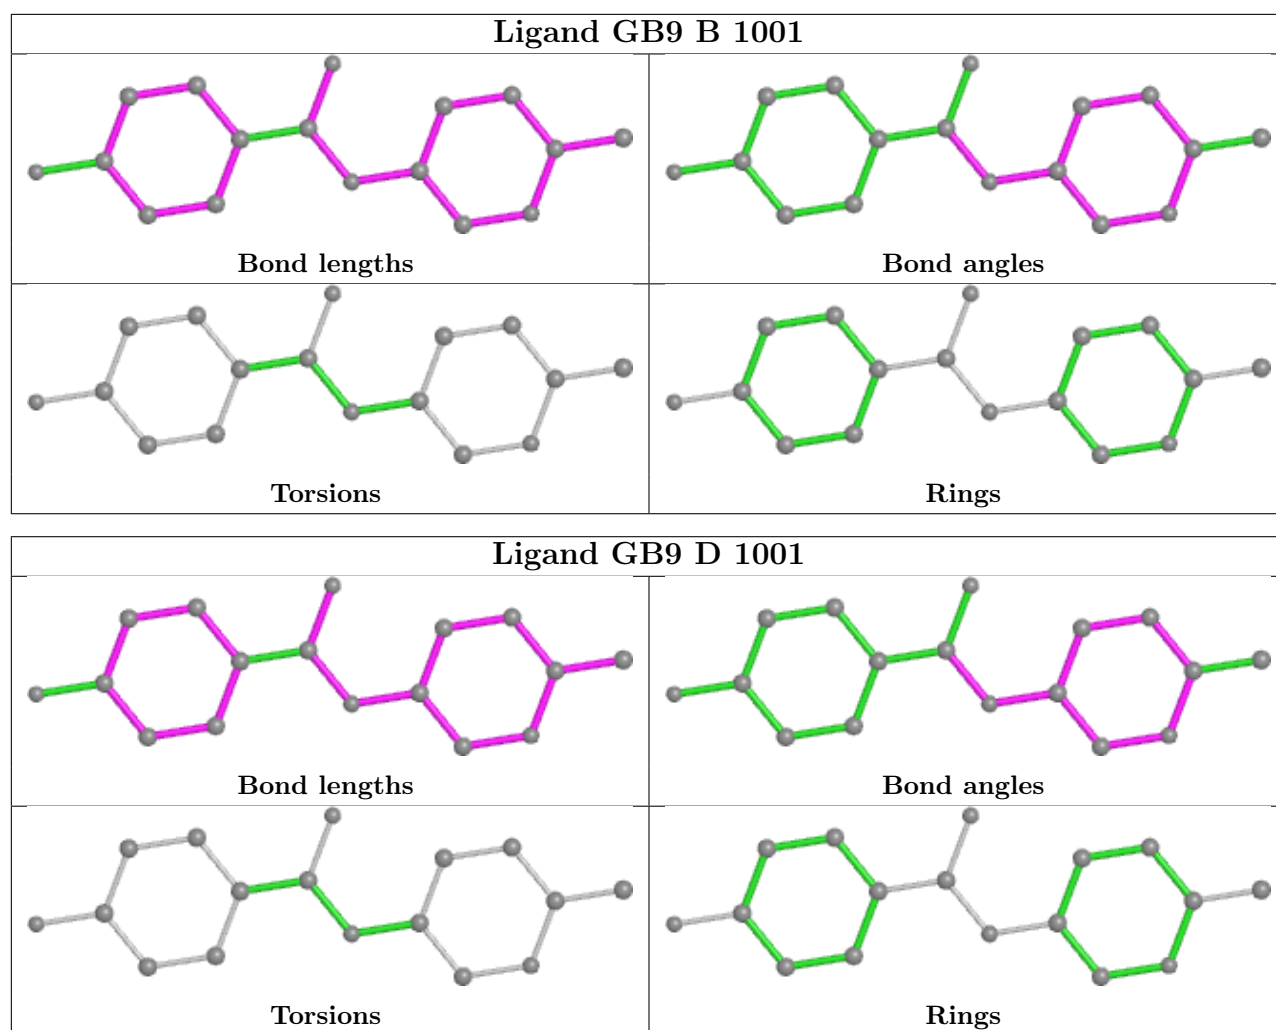 Ligand GB9 B 1001
Bond lengths
Bond angles
Torsions
Rings
Ligand GB9 D 1001
Bond lengths
Bond angles
Torsions
Rings